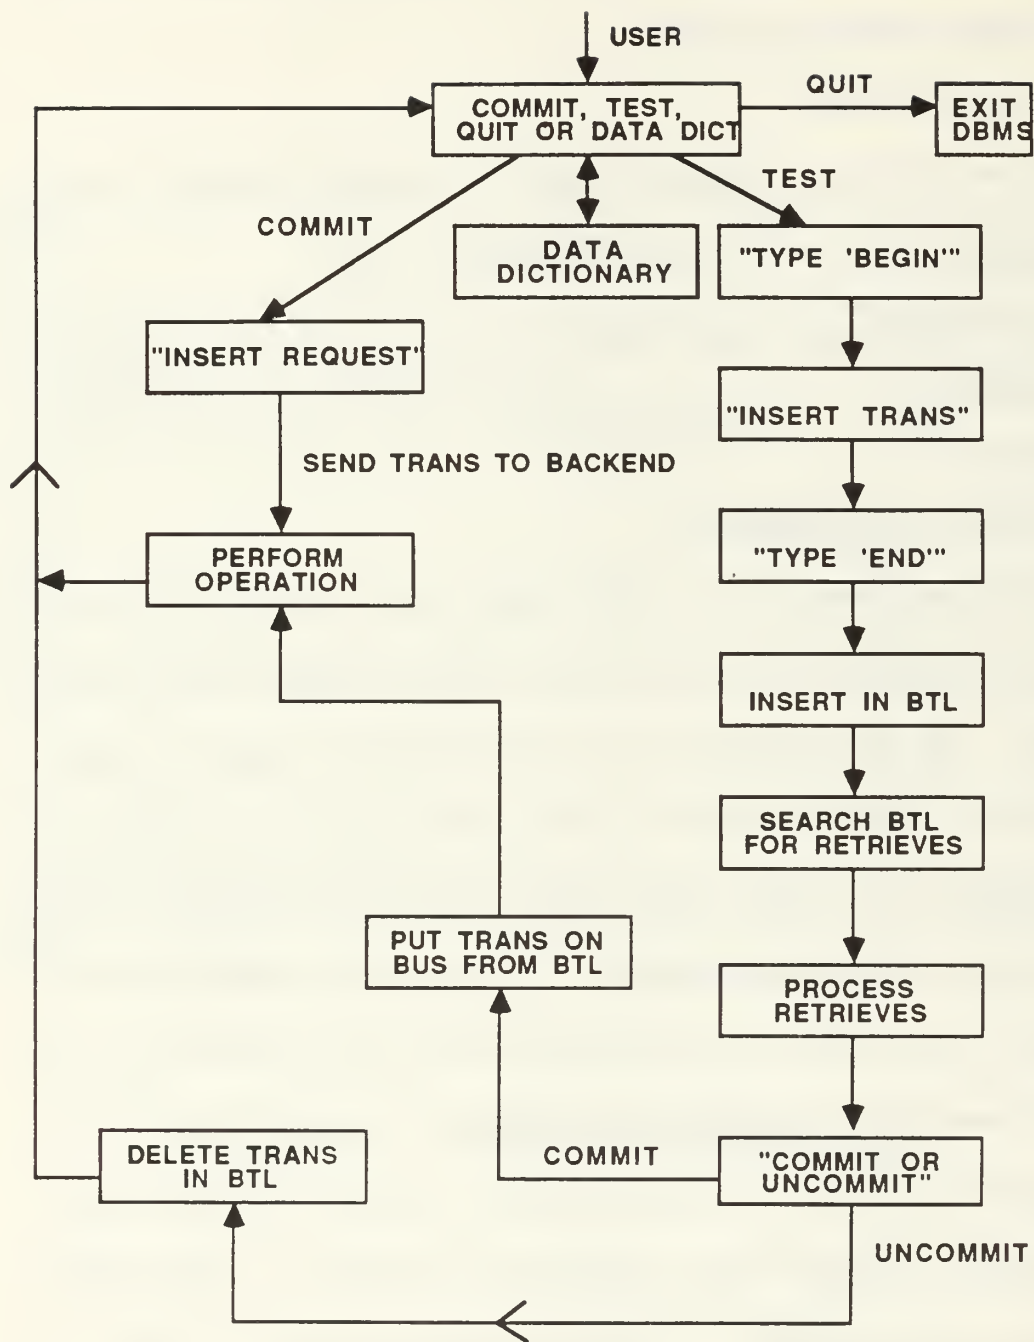 USER
COMMIT, TEST,
QUIT OR DATA DICT
QUIT
EXIT
DBMS
COMMIT
TEST
DATA
DICTIONARY
"TYPE 'BEGIN'"
"INSERT REQUEST"
"INSERT TRANS"
SEND TRANS TO BACKEND
PERFORM
OPERATION
"TYPE 'END'"
INSERT IN BTL
SEARCH BTL
FOR RETRIEVES
PUT TRANS ON
BUS FROM BTL
PROCESS
RETRIEVES
DELETE TRANS
IN BTL
COMMIT
"COMMIT OR
UNCOMMIT"
UNCOMMIT